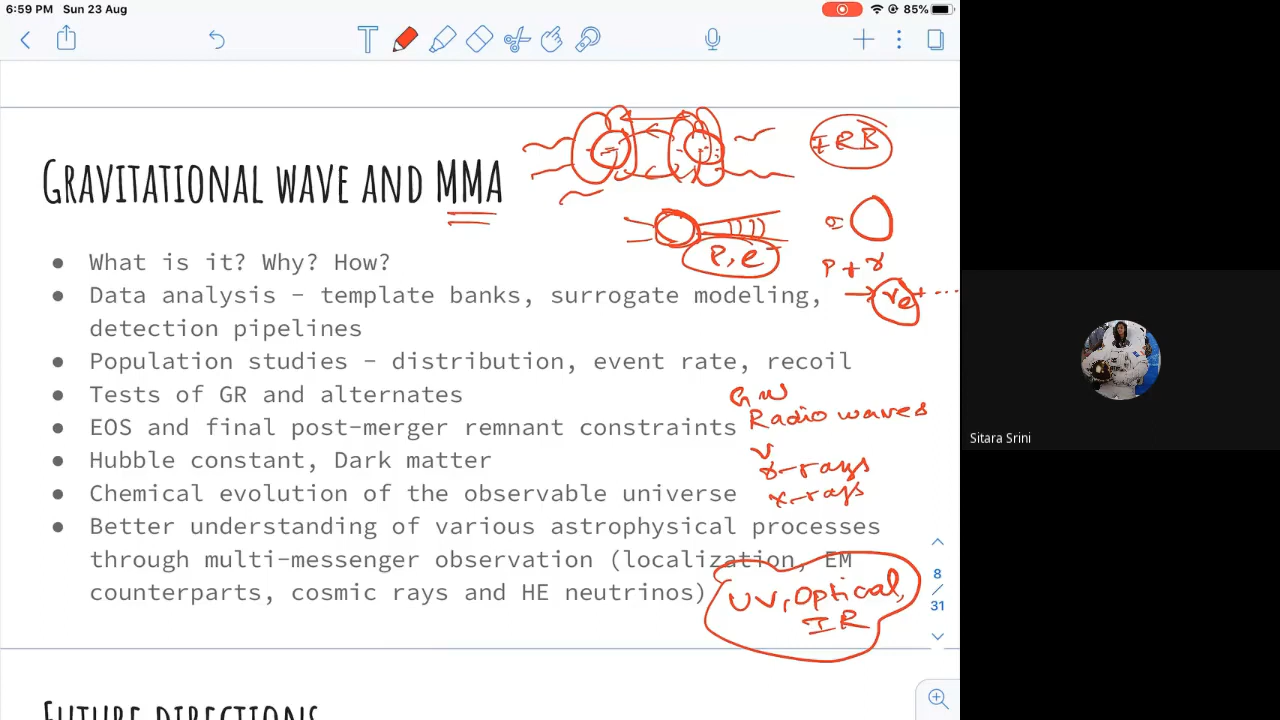 6:59 PM Sun 23 Aug
85%
GRAVITATIONAL WAVE AND MMA
IRB
P, e
P + γ
→ νe + ...
What is it? Why? How?
Data analysis – template banks, surrogate modeling,
detection pipelines
Population studies – distribution, event rate, recoil
Tests of GR and alternates
GW
Radio waves
EOS and final post-merger remnant constraints
Hubble constant, Dark matter
ν
γ-rays
x-rays
Chemical evolution of the observable universe
Better understanding of various astrophysical processes
through multi-messenger observation (localization, EM
counterparts, cosmic rays and HE neutrinos)
UV, Optical,
IR
8
/
31
FUTURE DIRECTIONS
Sitara Srini